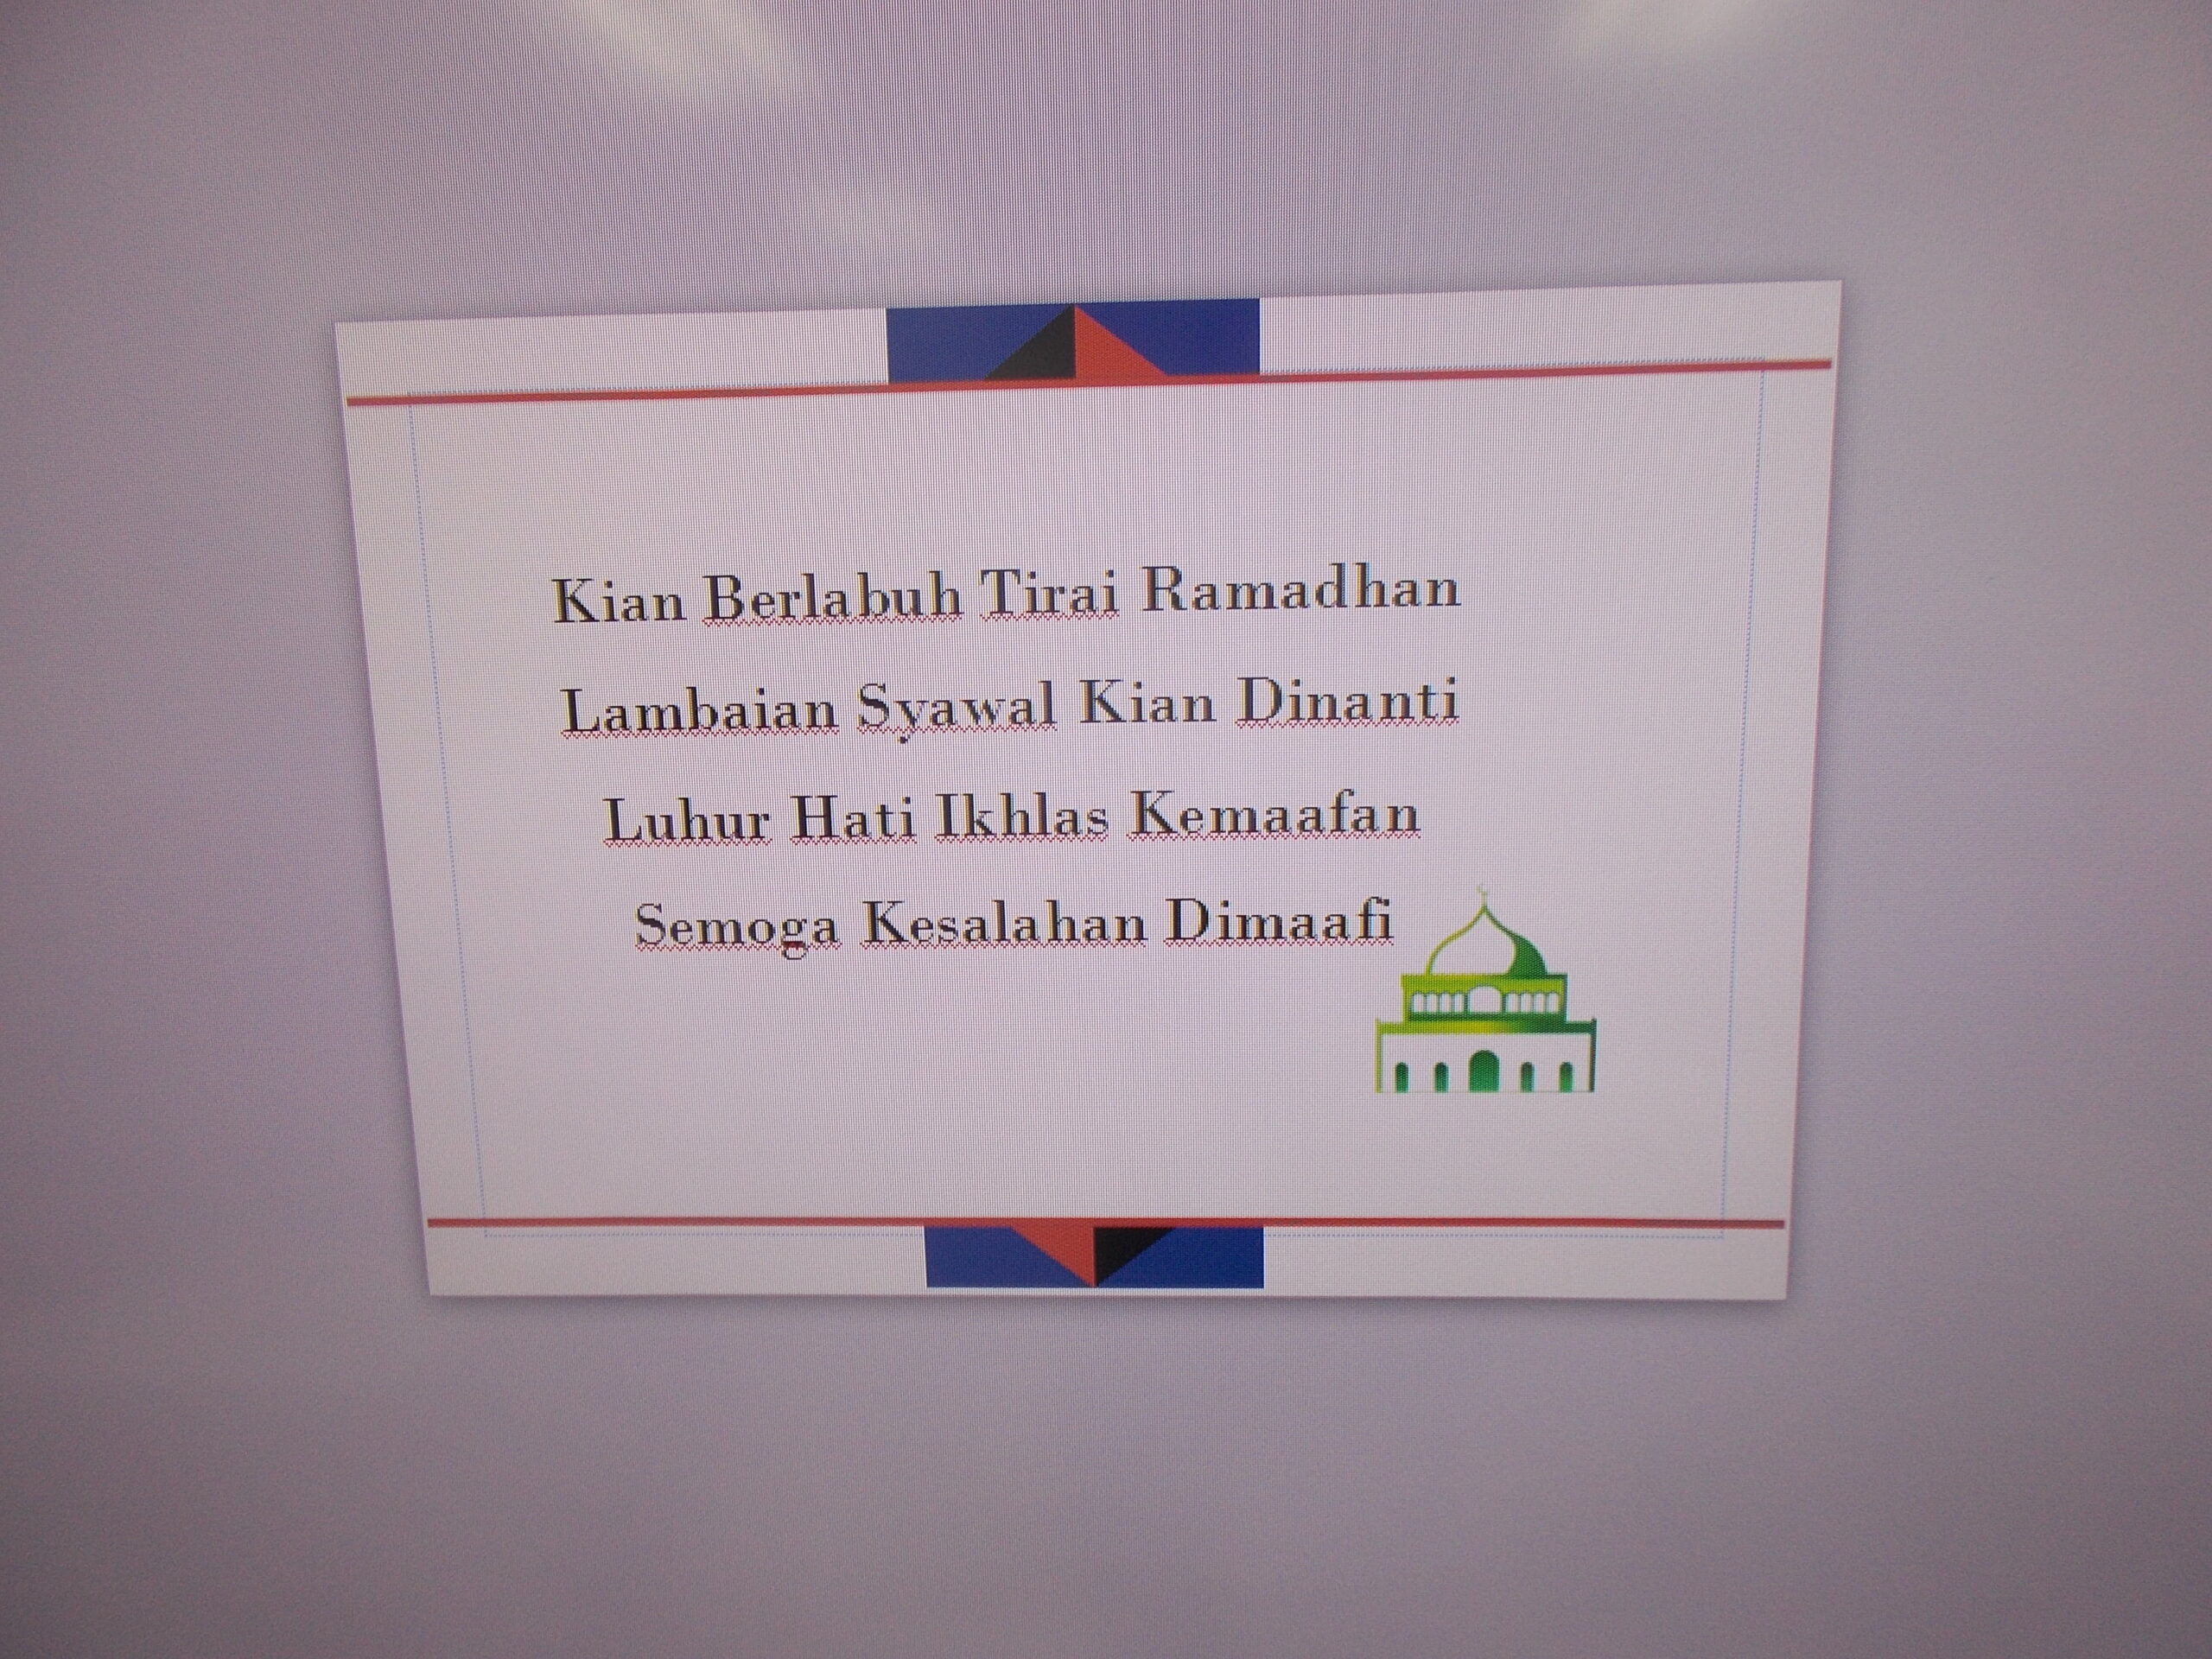 Kian Berlabuh Tirai Ramadhan
Lambaian Syawal Kian Dinanti
Luhur Hati Ikhlas Kemaafan
Semoga Kesalahan Dimaafi